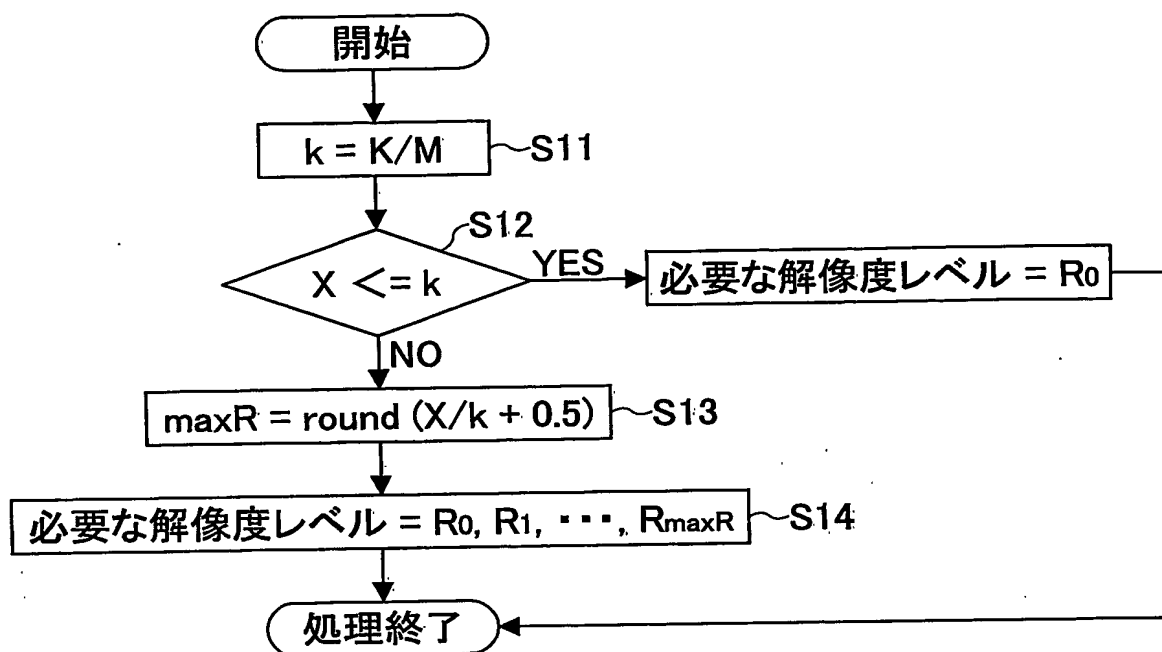 開始
k = K/M
S11
S12
X <= k
YES
必要な解像度レベル = R0
NO
maxR = round (X/k + 0.5)
S13
必要な解像度レベル = R0, R1, ･･･, RmaxR
S14
処理終了